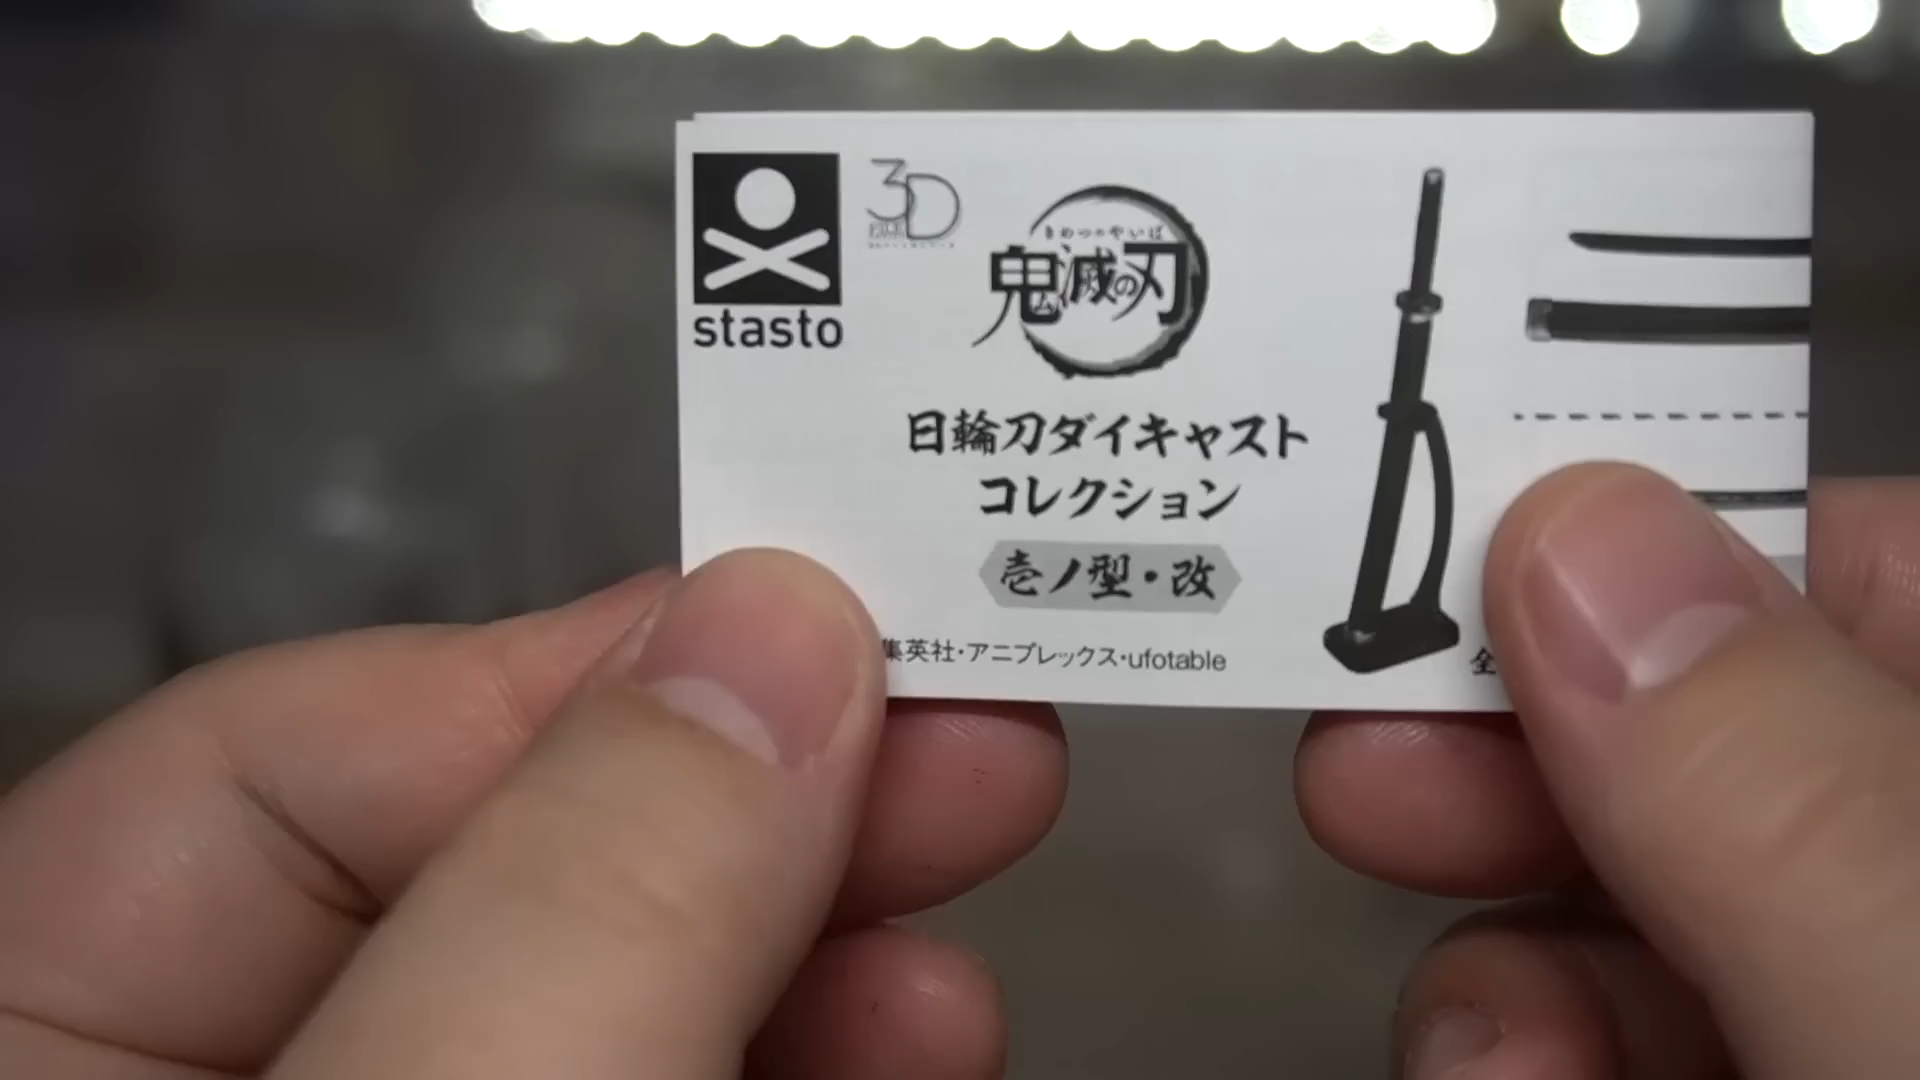 stasto
3D
きめつのやいば
鬼滅の刃
日輪刀ダイキャスト
コレクション
壱ノ型・改
集英社・アニプレックス・ufotable
全